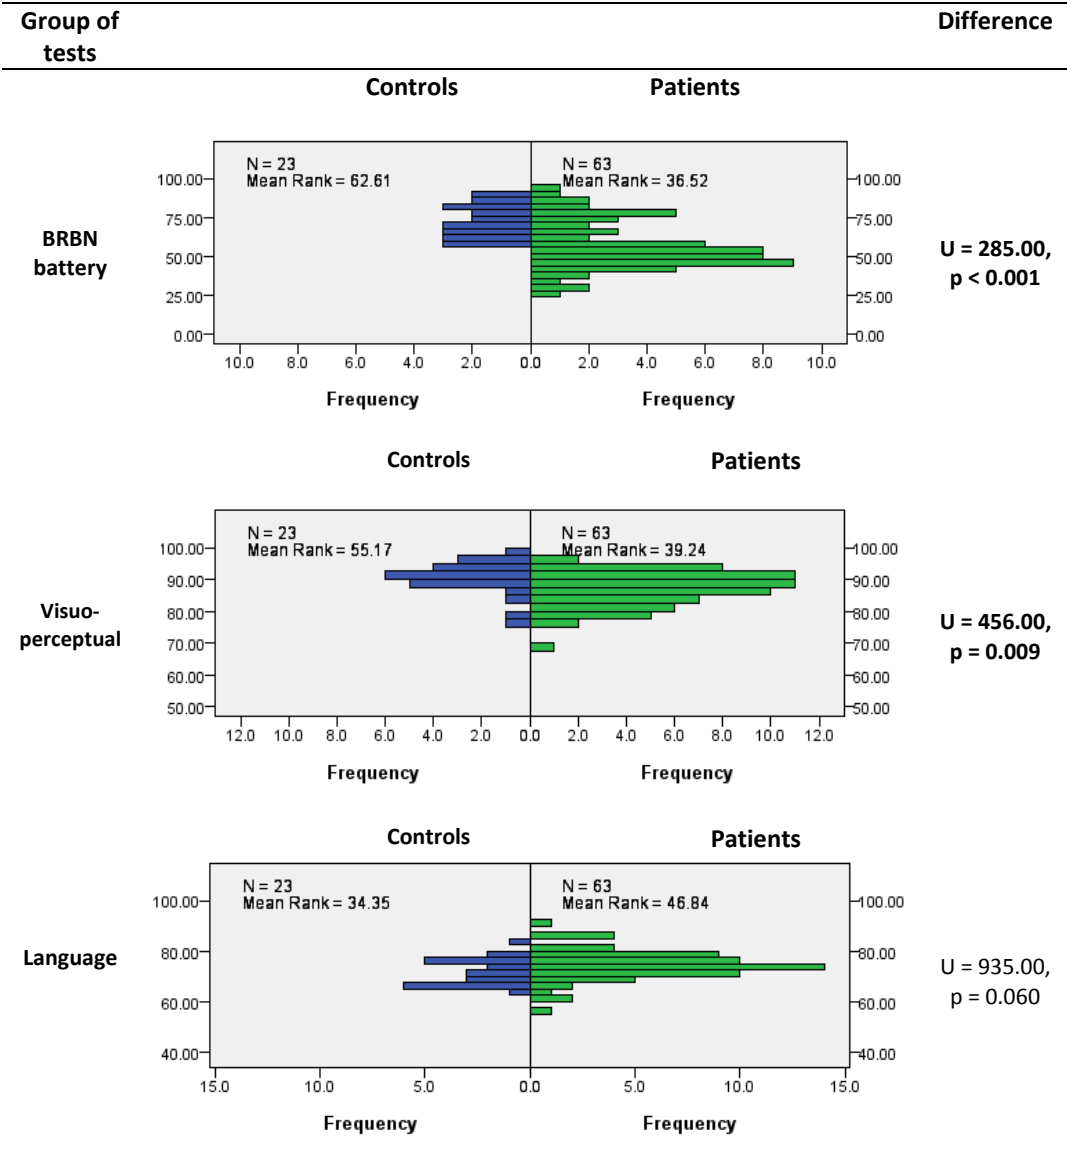 Group of
tests
Difference
Controls
Patients
BRBN
battery
N = 23
Mean Rank = 62.61
N = 63
Mean Rank = 36.52
100.00
75.00
50.00
25.00
0.00
100.00
75.00
50.00
25.00
0.00
10.0 8.0 6.0 4.0 2.0 0.0 2.0 4.0 6.0 8.0 10.0
Frequency
Frequency
U = 285.00,
p < 0.001
Controls
Patients
Visuo-
perceptual
N = 23
Mean Rank = 55.17
N = 63
Mean Rank = 39.24
100.00
90.00
80.00
70.00
60.00
50.00
100.00
90.00
80.00
70.00
60.00
50.00
12.0 10.0 8.0 6.0 4.0 2.0 0.0 2.0 4.0 6.0 8.0 10.0 12.0
Frequency
Frequency
U = 456.00,
p = 0.009
Controls
Patients
Language
N = 23
Mean Rank = 34.35
N = 63
Mean Rank = 46.84
100.00
80.00
60.00
40.00
100.00
80.00
60.00
40.00
15.0 10.0 5.0 0.0 5.0 10.0 15.0
Frequency
Frequency
U = 935.00,
p = 0.060